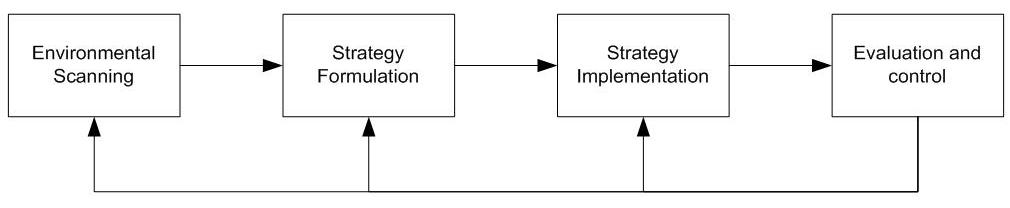 Environmental
Scanning
Strategy
Formulation
Strategy
Implementation
Evaluation and
control